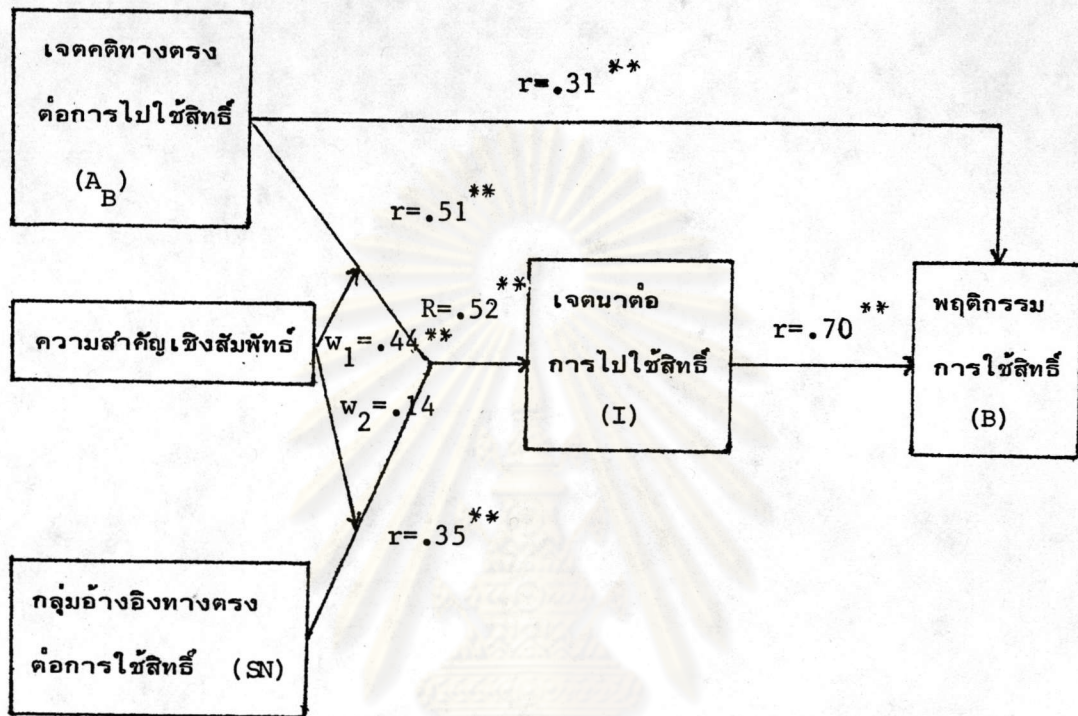 เจตคติทางตรง
ต่อการไปใช้สิทธิ์
(A_B)
r=.31**
r=.51**
ความสำคัญเชิงสัมพัทธ์
w_1=.44**
w_2=.14
R=.52**
เจตนาต่อ
การไปใช้สิทธิ์
(I)
r=.70**
พฤติกรรม
การใช้สิทธิ์
(B)
r=.35**
กลุ่มอ้างอิงทางตรง
ต่อการใช้สิทธิ์ (SN)